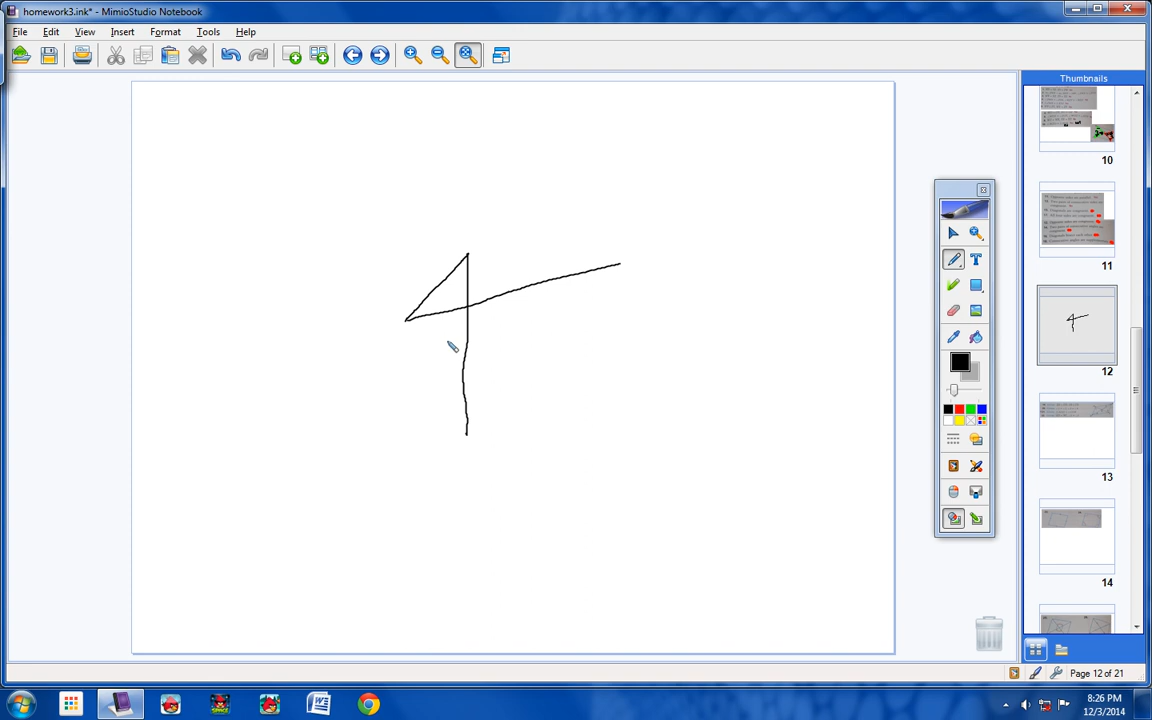 homework3.ink* - MimioStudio Notebook
File Edit View Insert Format Tools Help
Thumbnails
10
11
12
13
14
Page 12 of 21
8:26 PM
12/3/2014